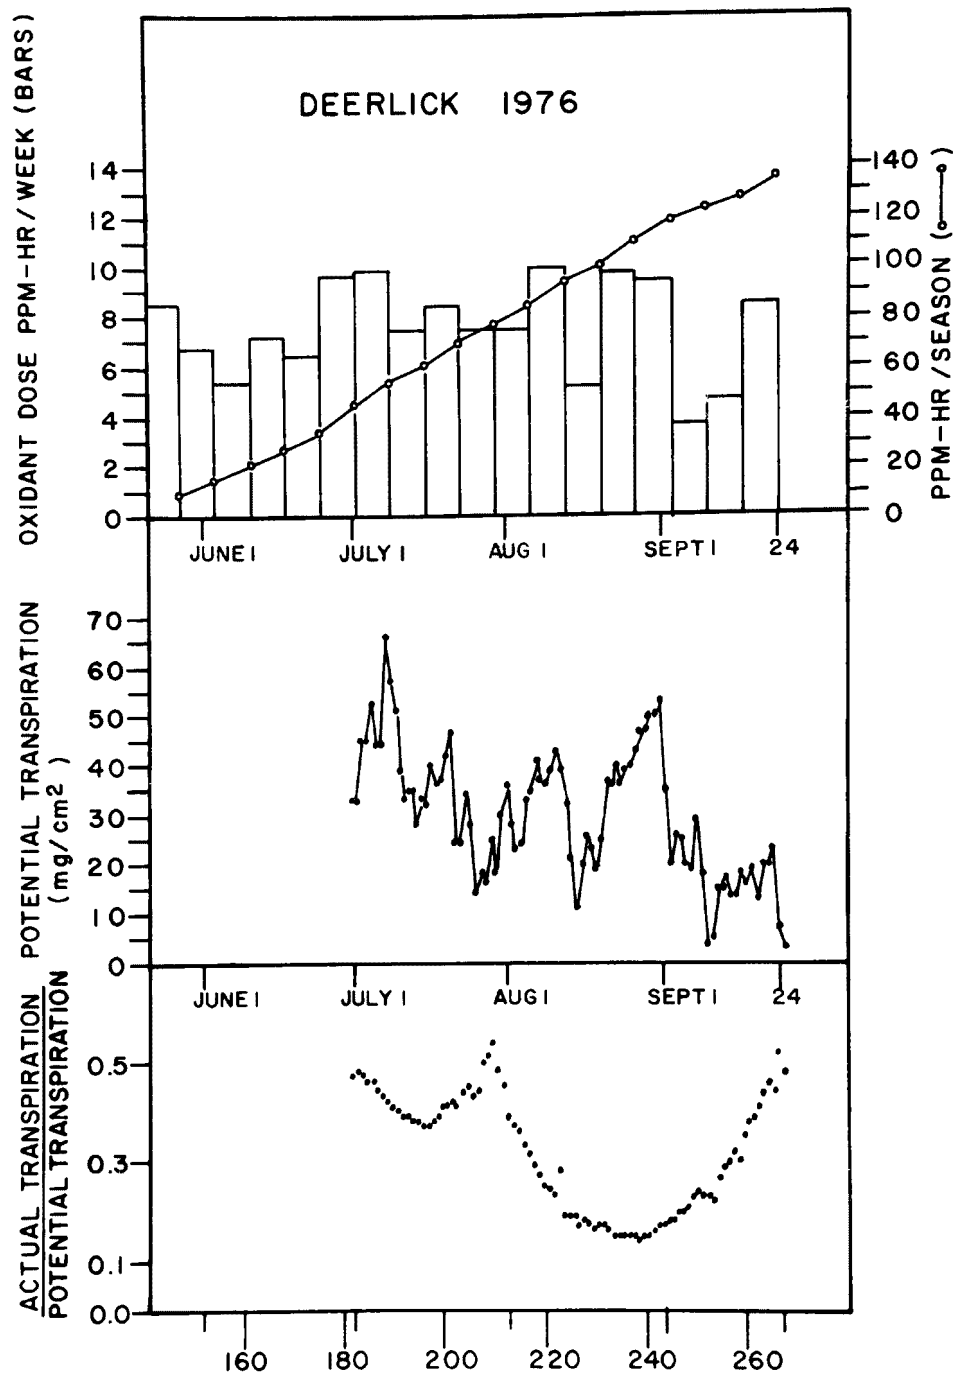 DEERLICK 1976
OXIDANT DOSE PPM-HR/WEEK (BARS)
14
12
10
8
6
4
2
0
140
120
100
80
60
40
20
0
PPM-HR/SEASON (o—o)
JUNE 1 JULY 1 AUG 1 SEPT 1 24
POTENTIAL TRANSPIRATION
(mg/cm²)
70
60
50
40
30
20
10
0
JUNE 1 JULY 1 AUG 1 SEPT 1 24
ACTUAL TRANSPIRATION
POTENTIAL TRANSPIRATION
0.5
0.3
0.1
0.0
160 180 200 220 240 260